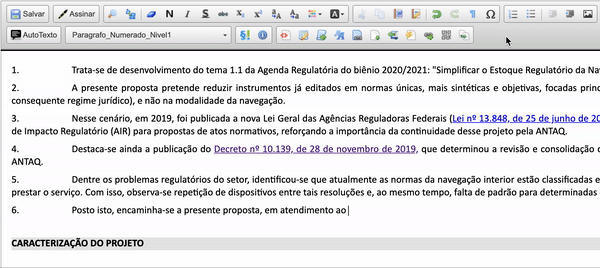 Salvar Assinar N I S abc
AutoTexto Paragrafo_Numerado_Nivel1 §!
1. Trata-se de desenvolvimento do tema 1.1 da Agenda Regulatória do biênio 2020/2021: "Simplificar o Estoque Regulatório da
2. A presente proposta pretende reduzir instrumentos já editados em normas únicas, mais sintéticas e objetivas, focadas
consequente regime jurídico), e não na modalidade da navegação.
3. Nesse cenário, em 2019, foi publicada a nova Lei Geral das Agências Reguladoras Federais (Lei nº 13.848, de 25 de junho de
de Impacto Regulatório (AIR) para propostas de atos normativos, reforçando a importância da continuidade desse projeto pela ANTAQ.
4. Destaca-se ainda a publicação do Decreto nº 10.139, de 28 de novembro de 2019, que determinou a revisão e consolidação
ANTAQ.
5. Dentre os problemas regulatórios do setor, identificou-se que atualmente as normas da navegação interior estão classificadas e
prestar o serviço. Com isso, observa-se repetição de dispositivos entre tais resoluções e, ao mesmo tempo, falta de padrão para determinadas
6. Posto isto, encaminha-se a presente proposta, em atendimento ao
CARACTERIZAÇÃO DO PROJETO